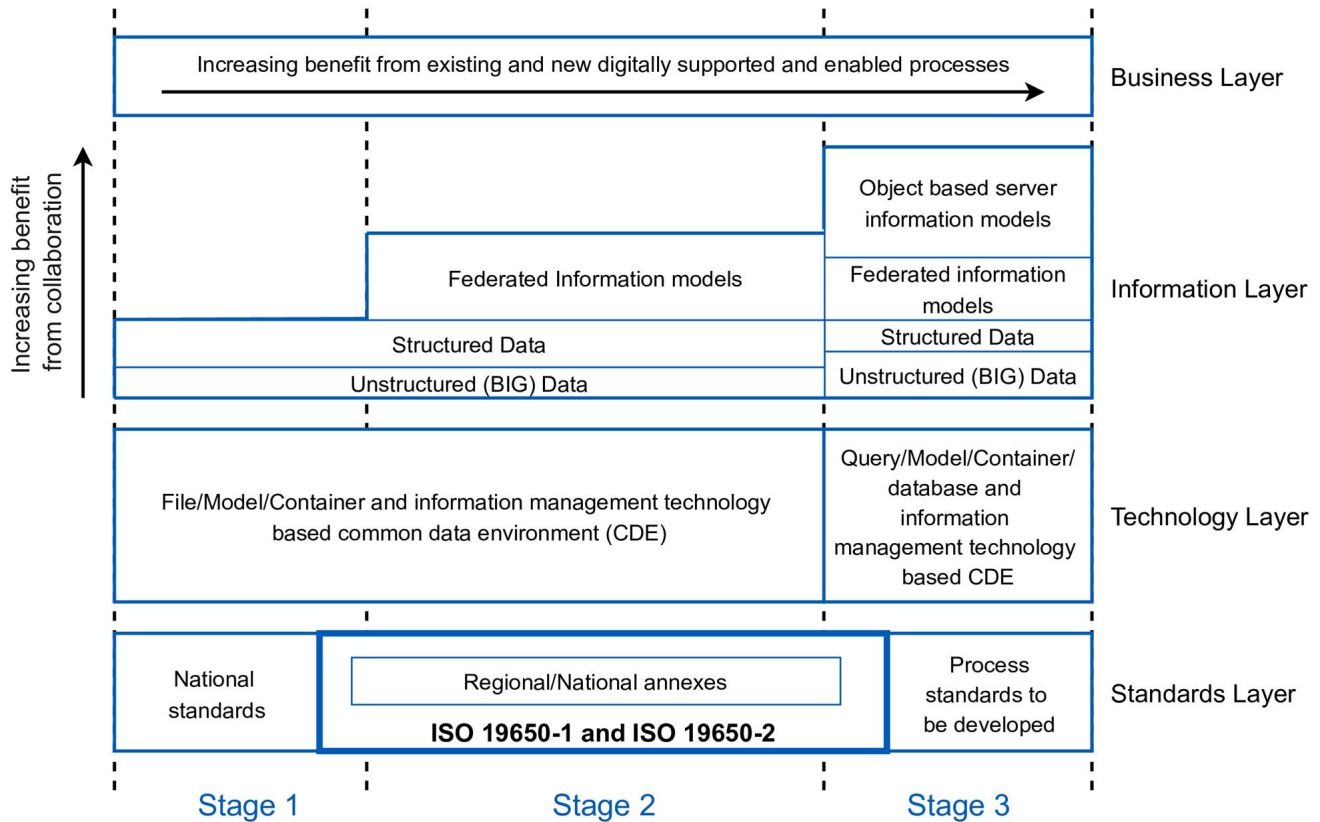 Increasing benefit from existing and new digitally supported and enabled processes
Business Layer
Increasing benefit
from collaboration
Object based server
information models
Federated Information models
Federated information
models
Information Layer
Structured Data
Structured Data
Unstructured (BIG) Data
Unstructured (BIG) Data
File/Model/Container and information management technology
based common data environment (CDE)
Query/Model/Container/
database and
information
management technology
based CDE
Technology Layer
National
standards
Regional/National annexes
ISO 19650-1 and ISO 19650-2
Process
standards to
be developed
Standards Layer
Stage 1
Stage 2
Stage 3